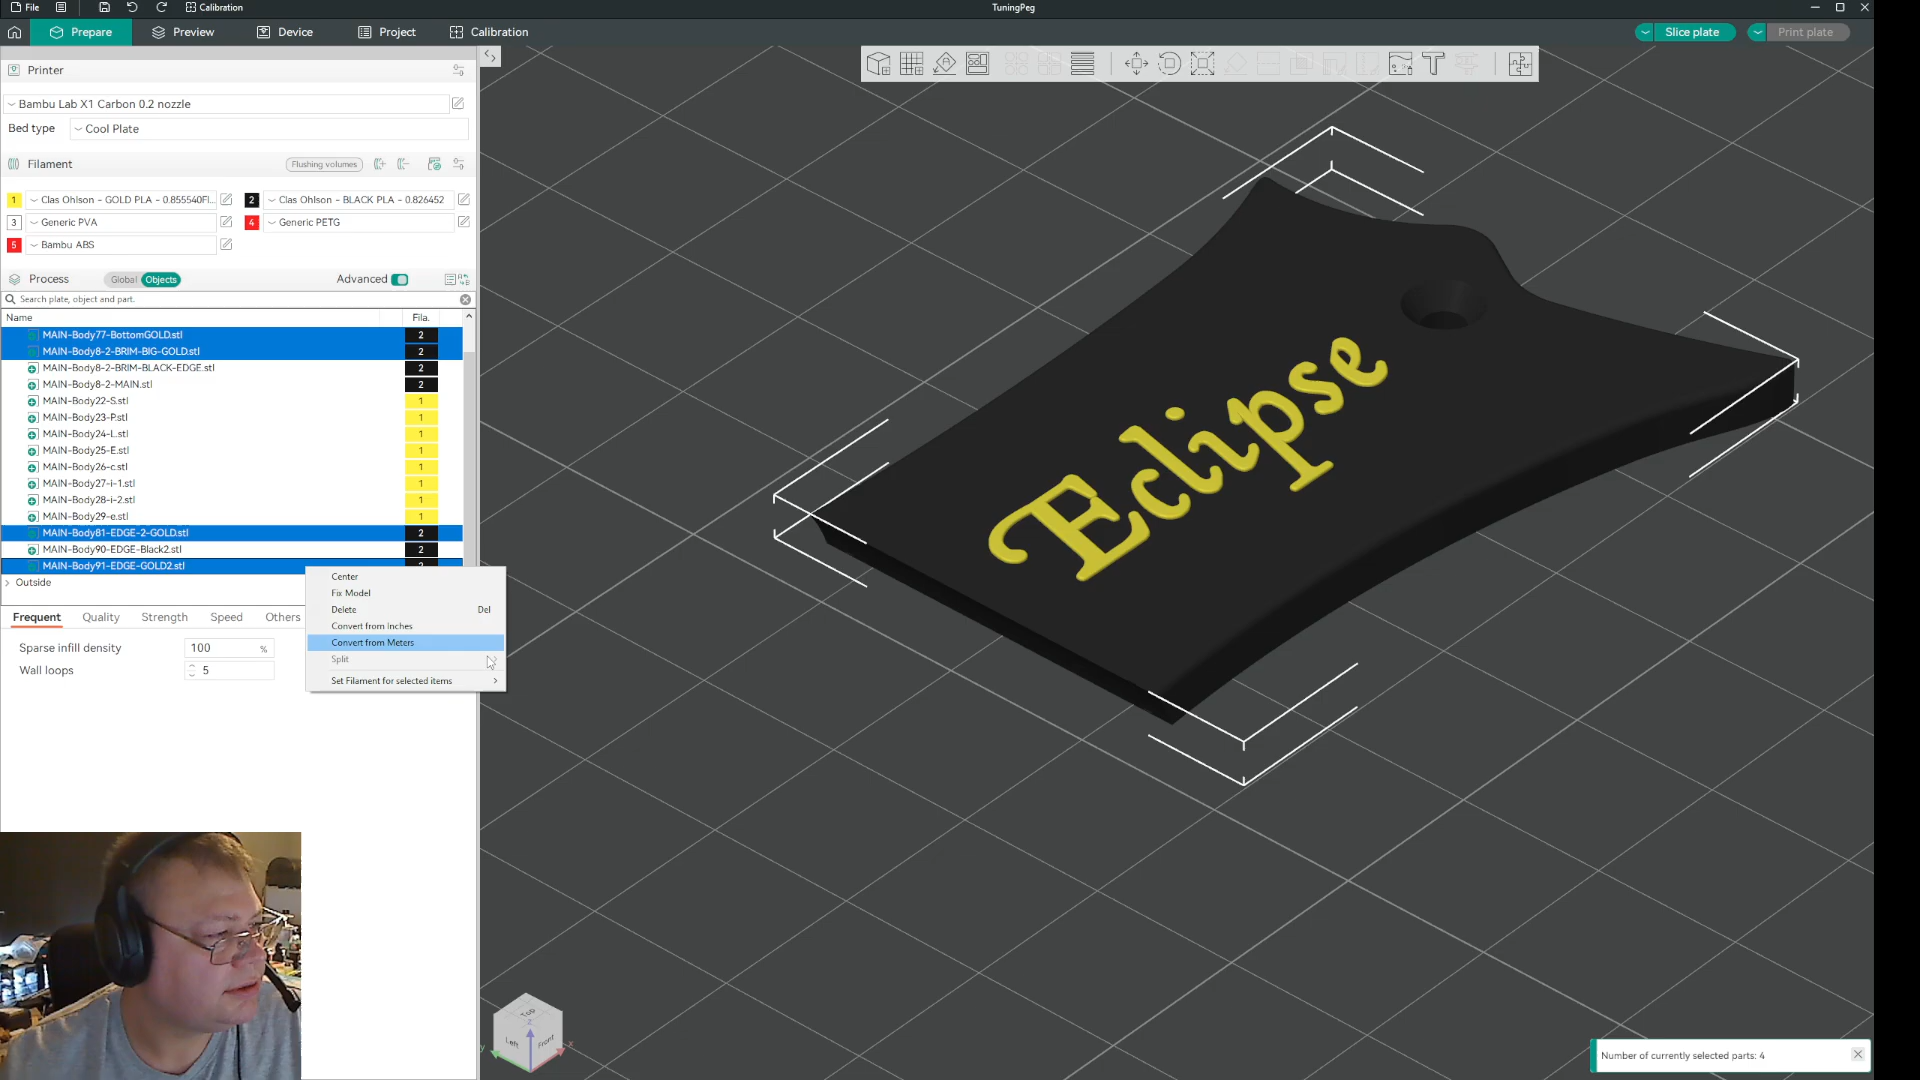 File Calibration TuningPeg
Prepare Preview Device Project Calibration Slice plate Print plate
Printer
Bambu Lab X1 Carbon 0.2 nozzle
Bed type Cool Plate
Filament Flushing volumes
1 Clas Ohlson - GOLD PLA - 0.855540Fl... 2 Clas Ohlson - BLACK PLA - 0.826452
3 Generic PVA 4 Generic PETG
5 Bambu ABS
Process Global Objects Advanced
Search plate, object and part.
Name Fila.
MAIN-Body77-BottomGOLD.stl 2
MAIN-Body8-2-BRIM-BIG-GOLD.stl 2
MAIN-Body8-2-BRIM-BLACK-EDGE.stl 2
MAIN-Body8-2-MAIN.stl 2
MAIN-Body22-S.stl 1
MAIN-Body23-P.stl 1
MAIN-Body24-L.stl 1
MAIN-Body25-E.stl 1
MAIN-Body26-c.stl 1
MAIN-Body27-i-1.stl 1
MAIN-Body28-i-2.stl 1
MAIN-Body29-e.stl 1
MAIN-Body81-EDGE-2-GOLD.stl 2
MAIN-Body90-EDGE-Black2.stl 2
MAIN-Body91-EDGE-GOLD2.stl 2
Outside
Center
Fix Model
Delete Del
Convert from Inches
Convert from Meters
Split
Set Filament for selected items
Frequent Quality Strength Speed Others
Sparse infill density 100 %
Wall loops 5
Eclipse
Top
Left Front
z
y x
Number of currently selected parts: 4